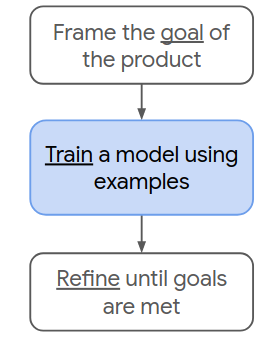 Frame the goal of
the product
Train a model using
examples
Refine until goals
are met